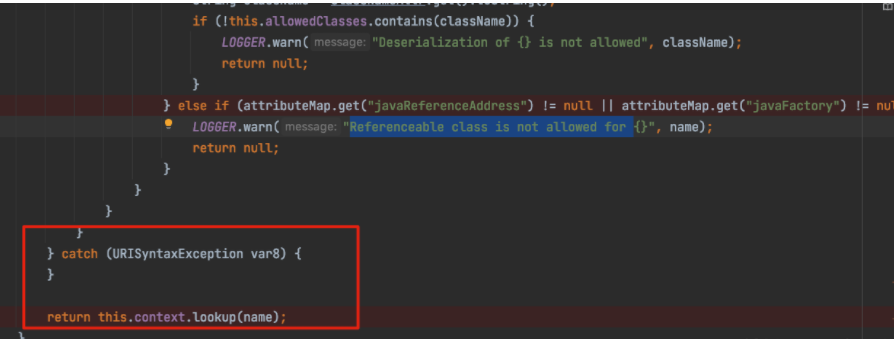 if (!this.allowedClasses.contains(className)) {
LOGGER.warn( message: "Deserialization of {} is not allowed", className);
return null;
}
} else if (attributeMap.get("javaReferenceAddress") != null || attributeMap.get("javaFactory") != nul
LOGGER.warn( message: "Referenceable class is not allowed for {}", name);
return null;
}
}
}
}
} catch (URISyntaxException var8) {
}
return this.context.lookup(name);
}